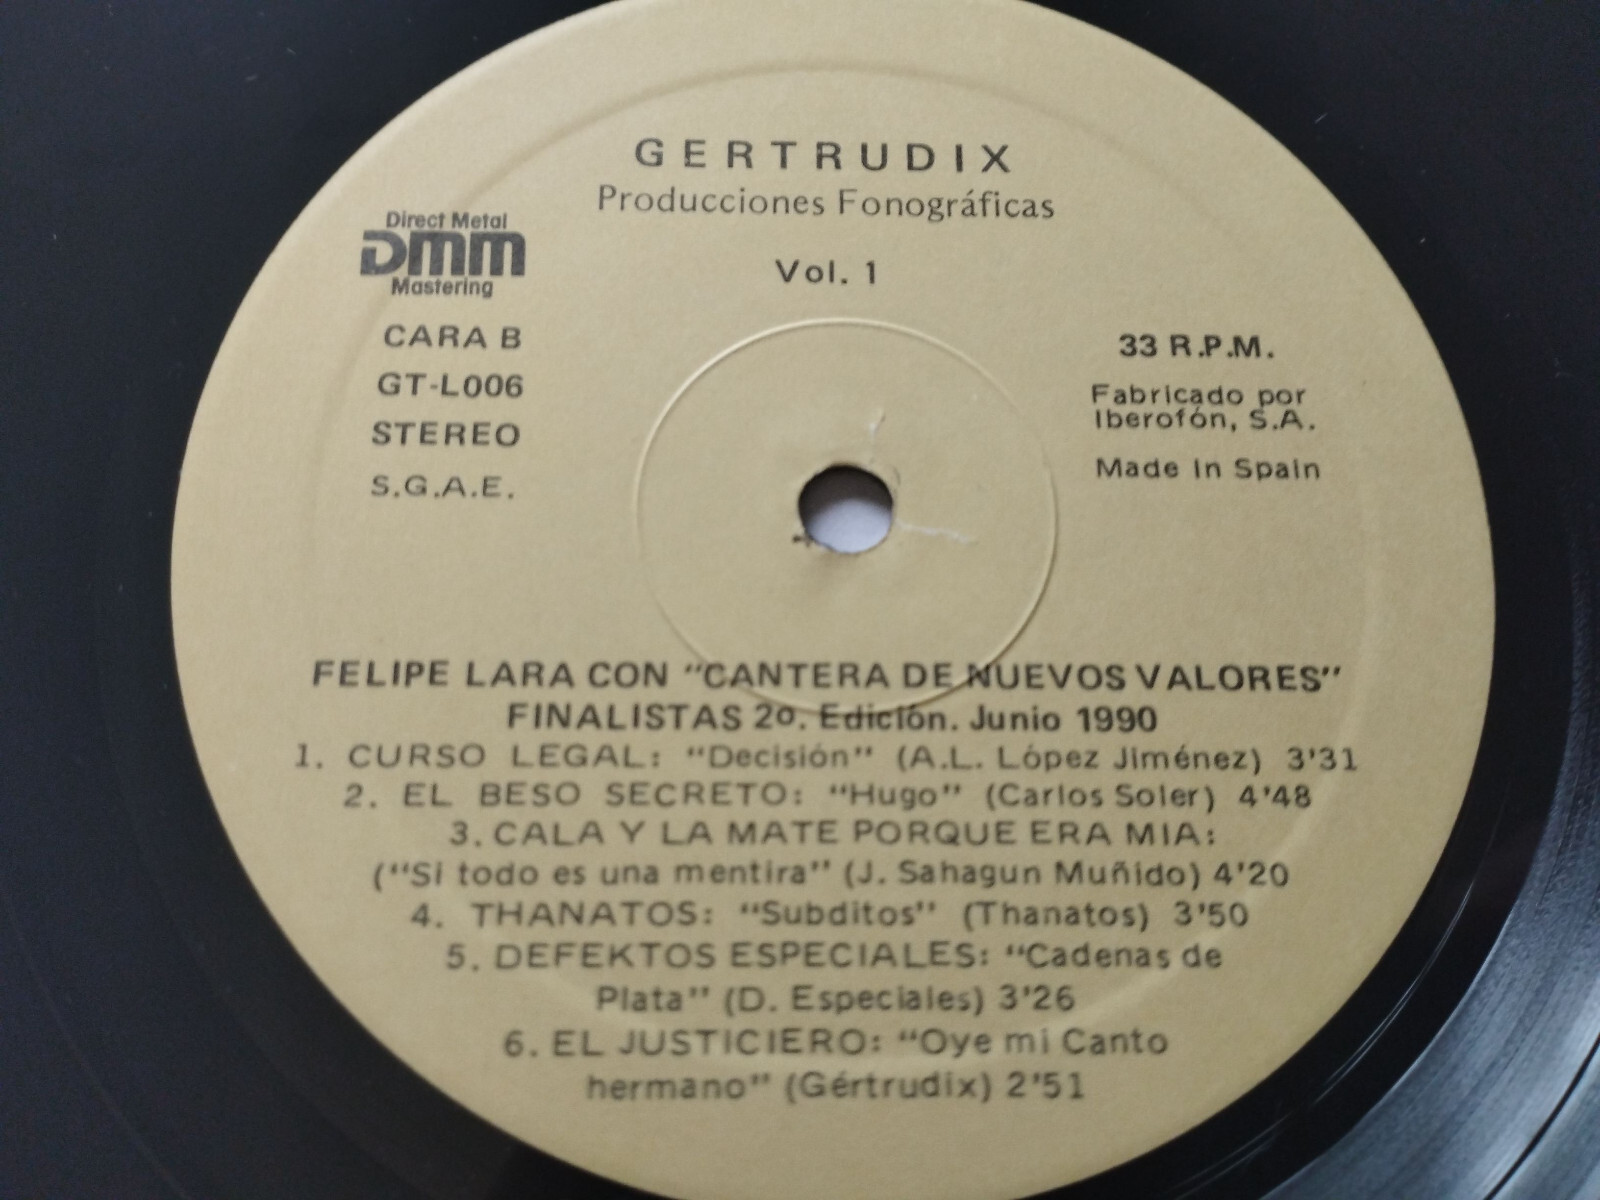 GERTRUDIX
Producciones Fonográficas
Vol. 1
Direct Metal
DMM
Mastering
CARA B
GT-L006
STEREO
S.G.A.E.
33 R.P.M.
Fabricado por
Iberofón, S.A.
Made in Spain
FELIPE LARA CON "CANTERA DE NUEVOS VALORES"
FINALISTAS 2º. Edición. Junio 1990
1. CURSO LEGAL: "Decisión" (A.L. López Jiménez) 3'31
2. EL BESO SECRETO: "Hugo" (Carlos Soler) 4'48
3. CALA Y LA MATE PORQUE ERA MIA:
("Si todo es una mentira" (J. Sahagun Muñido) 4'20
4. THANATOS: "Subditos" (Thanatos) 3'50
5. DEFEKTOS ESPECIALES: "Cadenas de
Plata" (D. Especiales) 3'26
6. EL JUSTICIERO: "Oye mi Canto
hermano" (Gértrudix) 2'51